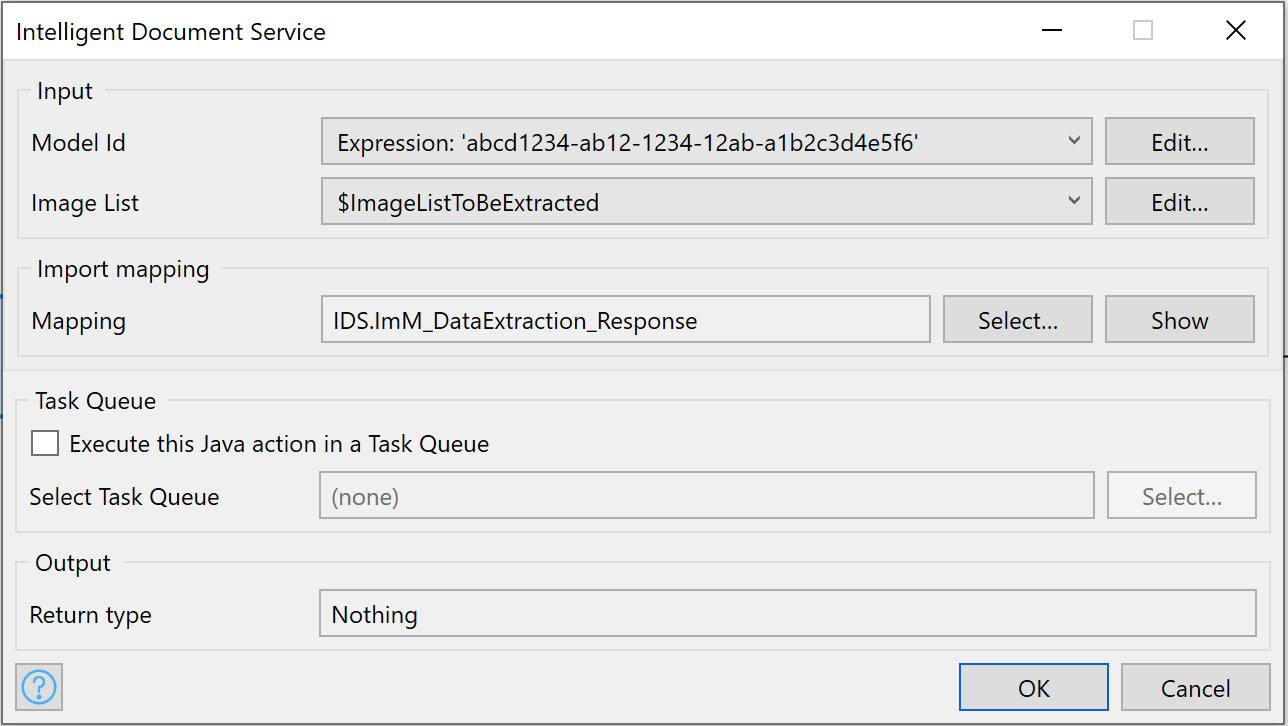 Intelligent Document Service
Input
Model Id Expression: 'abcd1234-ab12-1234-12ab-a1b2c3d4e5f6' Edit...
Image List $ImageListToBeExtracted Edit...
Import mapping
Mapping IDS.ImM_DataExtraction_Response Select... Show
Task Queue
Execute this Java action in a Task Queue
Select Task Queue (none) Select...
Output
Return type Nothing
? OK Cancel